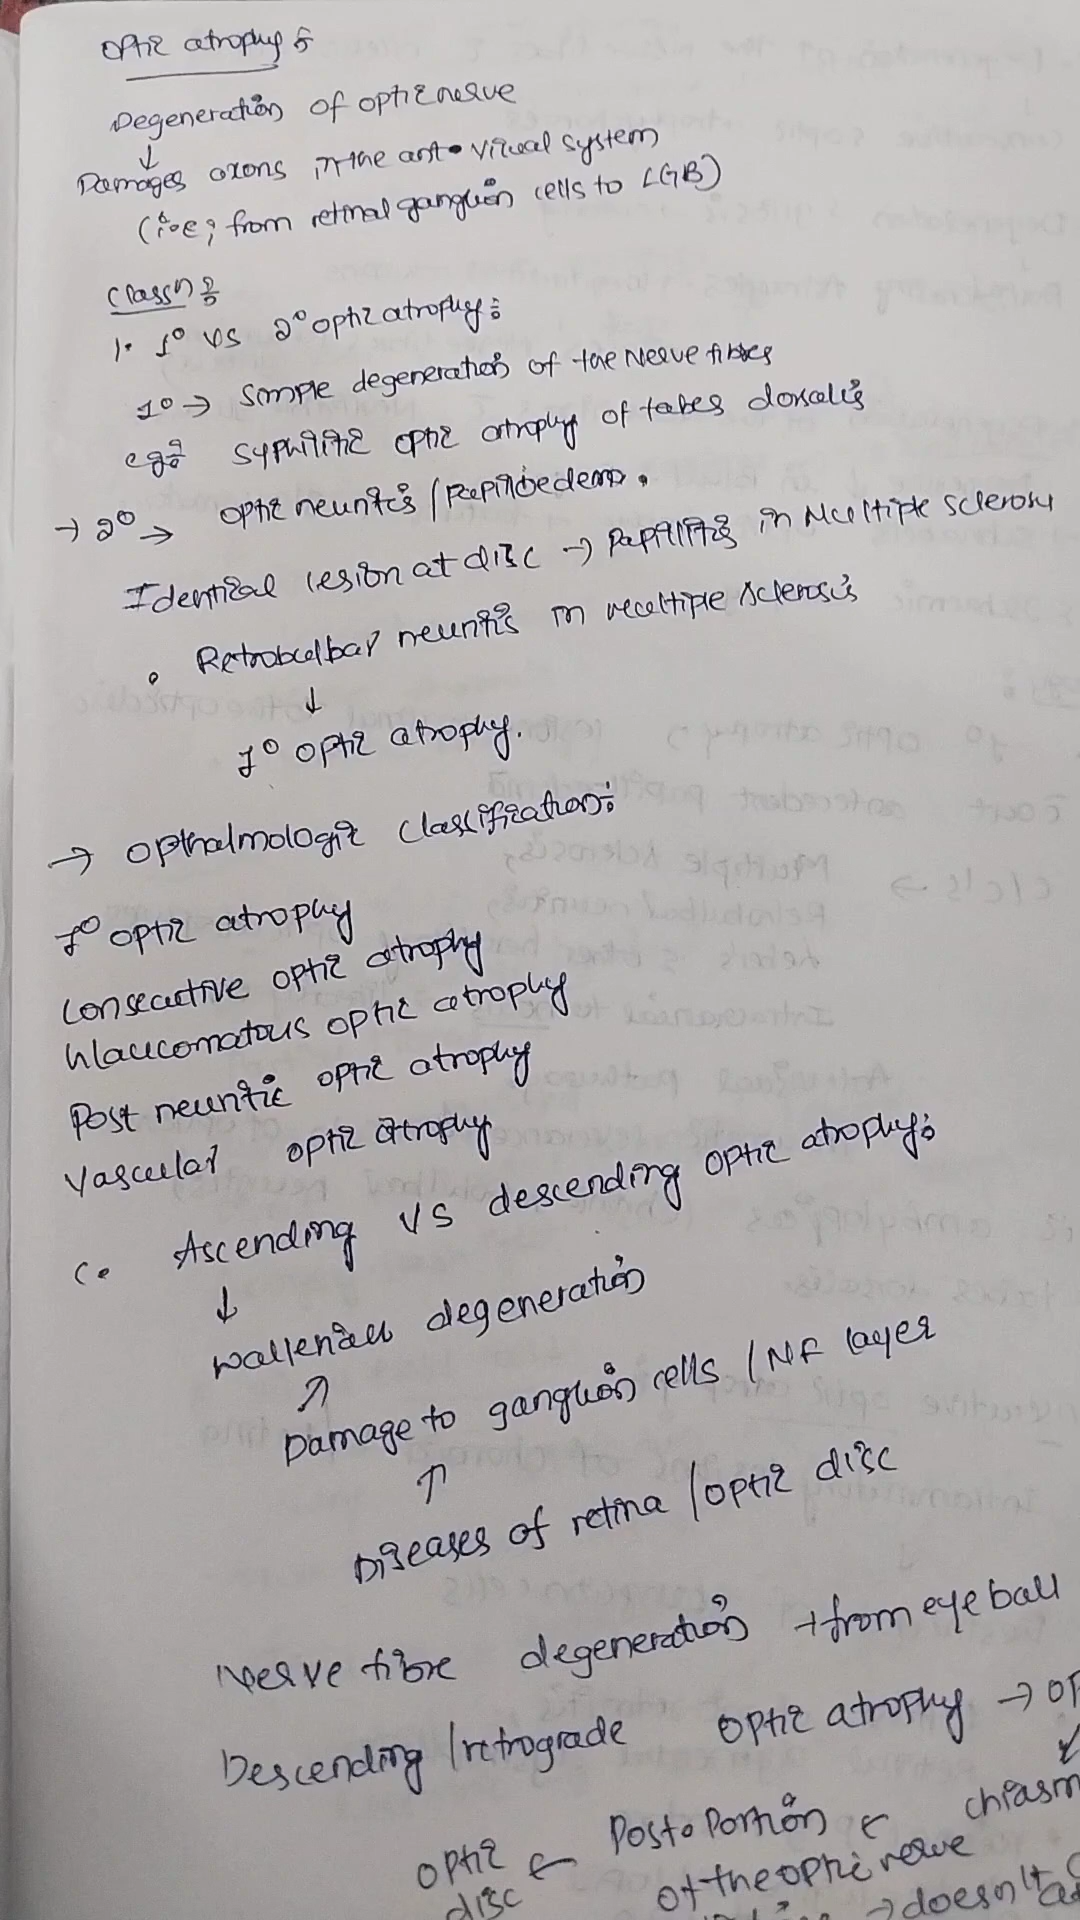 Optic atrophy :
Degeneration of optic nerve
↓
Damages axons in the ant. visual system
(i.e; from retinal ganglion cells to LGB)
Classn :
1. 1° vs 2° optic atrophy :
1° → Simple degeneration of the Nerve fibres
eg: Syphilitic optic atrophy of tabes dorsalis
→ 2° → Optic neuritis / Papilloedema.
Identical lesion at disc → Papillitis in Multiple sclerosis
• Retrobulbar neuritis in multiple sclerosis
↓
1° optic atrophy.
→ Opthalmologic classification:
1° optic atrophy
Consecutive optic atrophy
Glaucomatous optic atrophy
Post neuritic optic atrophy
Vascular optic atrophy
C. Ascending VS descending optic atrophy:
↓
Wallerian degeneration
↗
Damage to ganglion cells / NF layer
↑
Diseases of retina / optic disc
Nerve fibre degeneration from eyeball
Descending / retrograde optic atrophy → op
↙
optic ← Post. Portion ← chiasm
disc of the optic nerve
→ doesn't